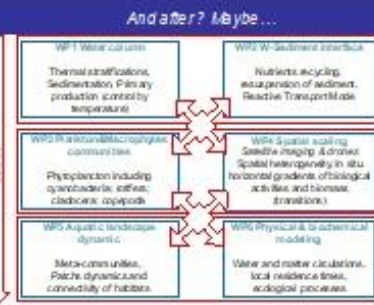 And after? Maybe...
WP1 Water column
Thermal stratifications,
Sedimentation, Primary
production (control by
temperature)
WP2 W-Sediment interface
Nutrients recycling,
resuspension of sediment,
Reactive Transport Mode
WP3 Plankton&Macrophytes
communities
Phytoplancton including
cyanobacteria; rotifers;
cladocera; copepods
WP4 Spatial scaling
Satellite imaging & drones
Spatial heterogeneity in situ
horizontal gradients of biological
activities and biomass
(transitions)
WP5 Aquatic landscape
dynamic
Meta-communities,
Patchs dynamics and
connectivity of habitats
WP6 Physical & biochemical
modeling
Water and matter circulations,
local residence times,
ecological processes